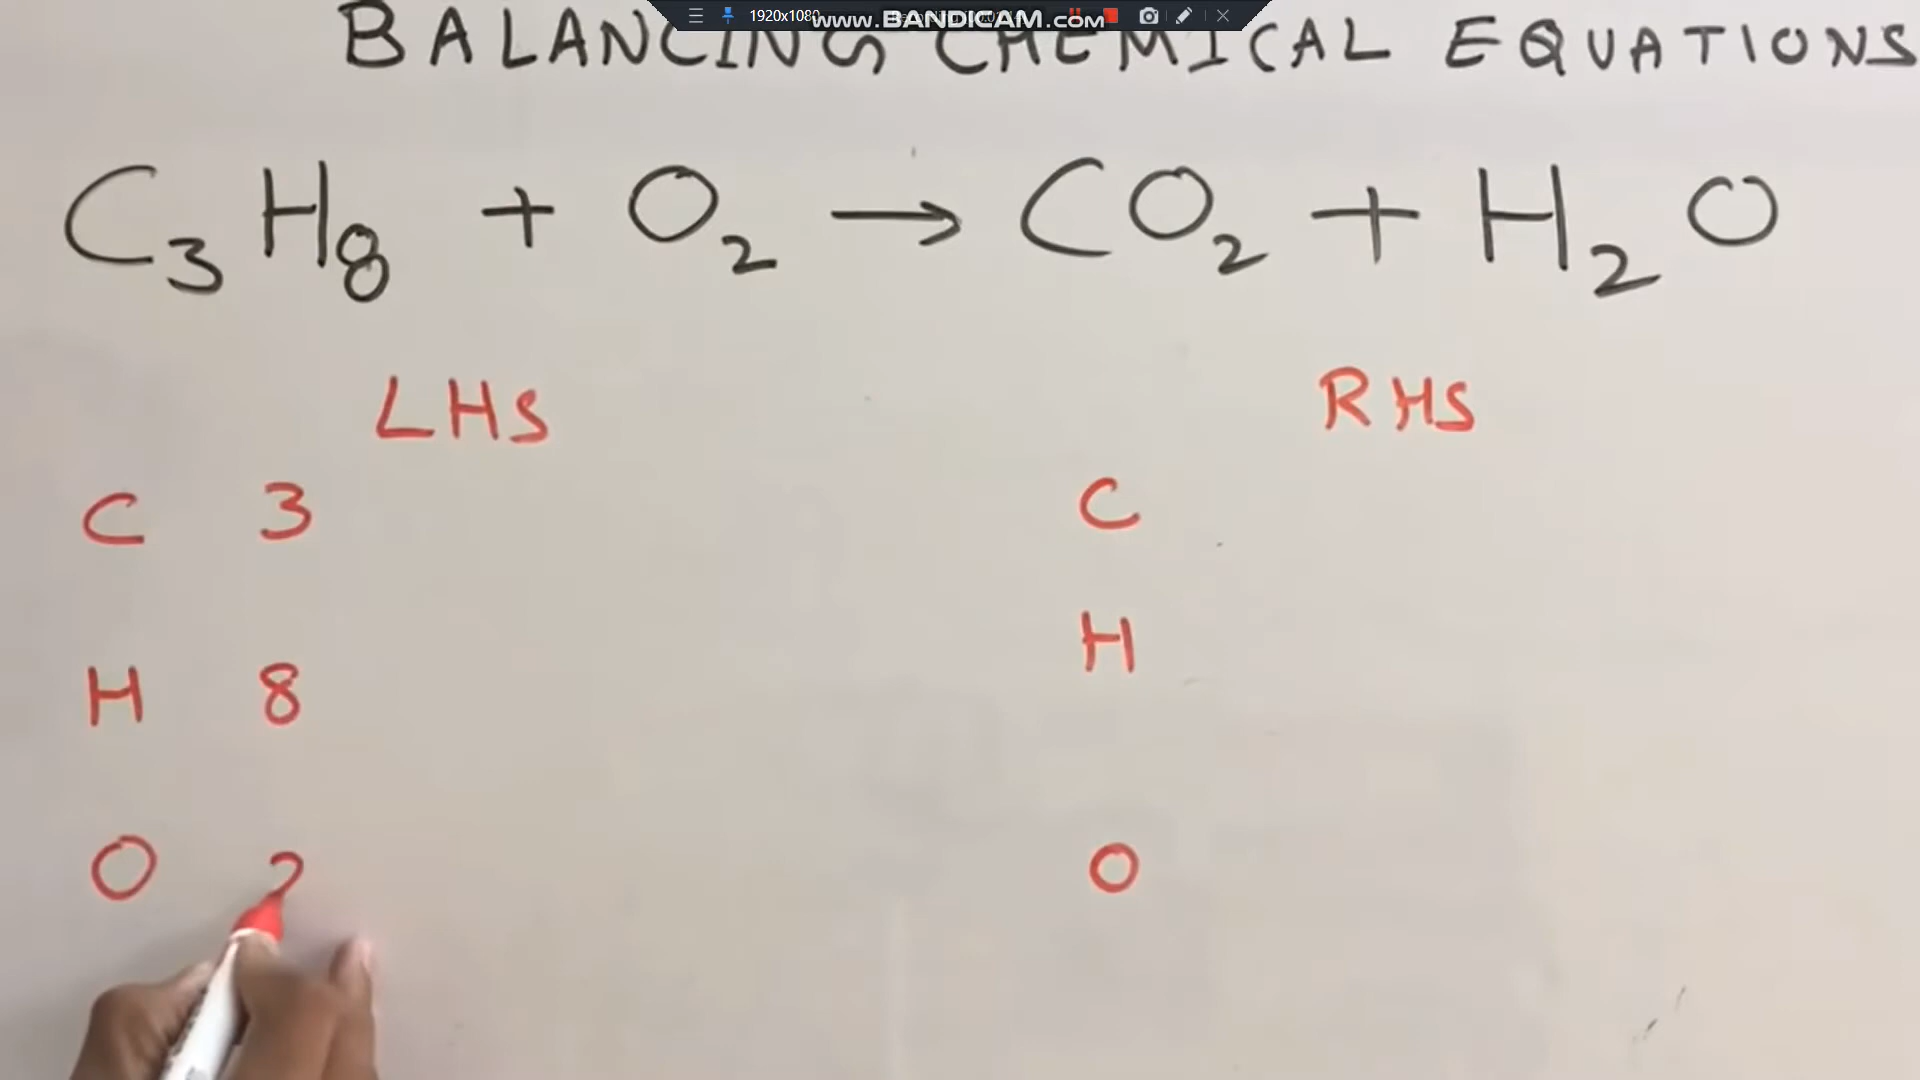 1920x1080
www.BANDICAM.com
BALANCING CHEMICAL EQUATIONS
C₃H₈ + O₂ → CO₂ + H₂O
LHS RHS
C 3 C
H 8 H
O 2 O